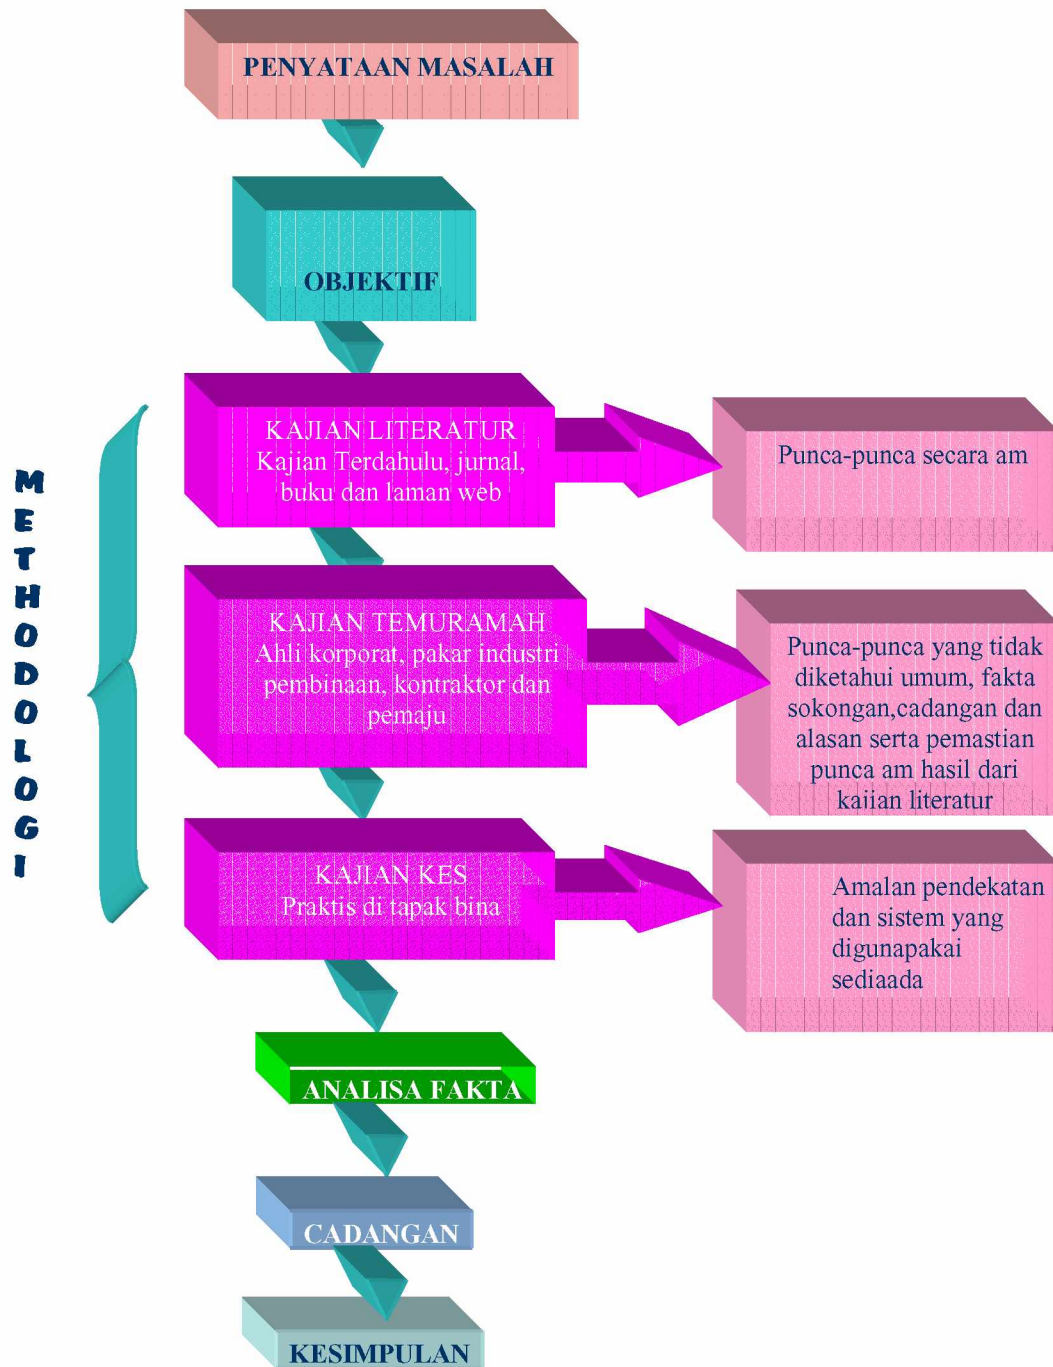 PENYATAAN MASALAH
OBJEKTIF
METHODOLOGI
KAJIAN LITERATUR
Kajian Terdahulu, jurnal,
buku dan laman web
Punca-punca secara am
KAJIAN TEMURAMAH
Ahli korporat, pakar industri
pembinaan, kontraktor dan
pemaju
Punca-punca yang tidak
diketahui umum, fakta
sokongan,cadangan dan
alasan serta pemastian
punca am hasil dari
kajian literatur
KAJIAN KES
Praktis di tapak bina
Amalan pendekatan
dan sistem yang
digunapakai
sediaada
ANALISA FAKTA
CADANGAN
KESIMPULAN